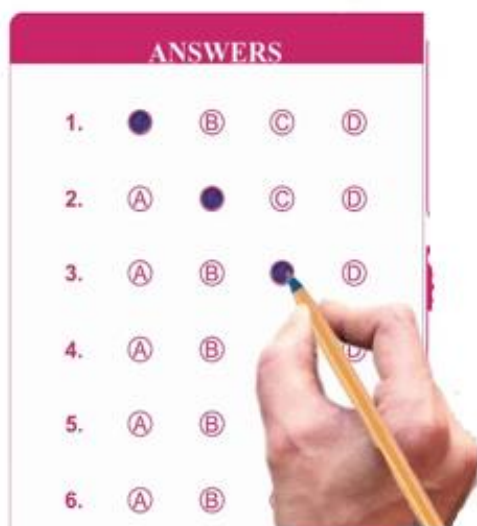 ANSWERS
1. Ⓑ Ⓒ Ⓓ
2. Ⓐ Ⓒ Ⓓ
3. Ⓐ Ⓑ Ⓓ
4. Ⓐ Ⓑ Ⓓ
5. Ⓐ Ⓑ
6. Ⓐ Ⓑ